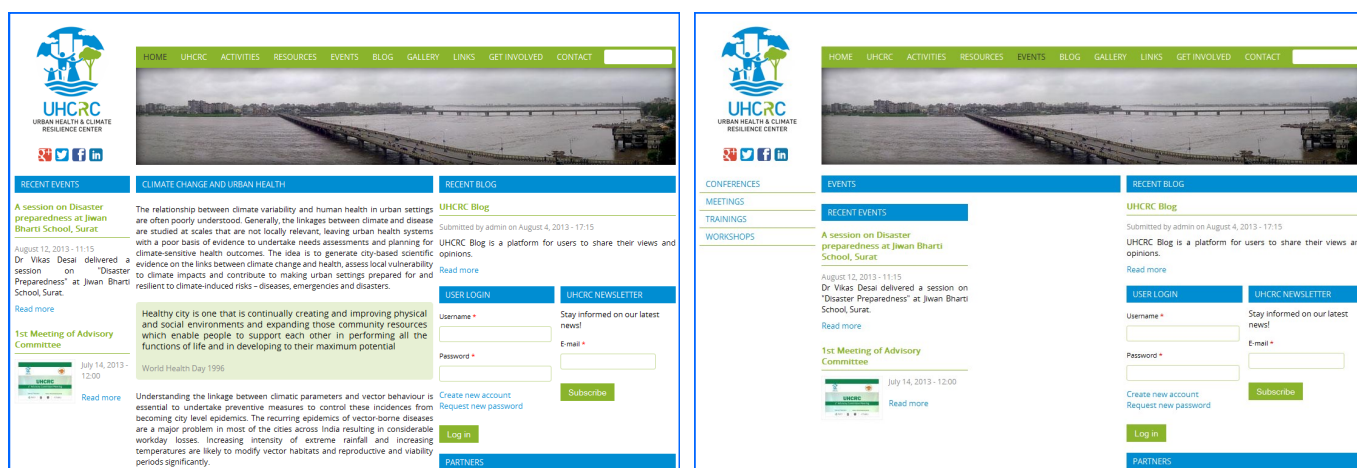 UHCRC
URBAN HEALTH & CLIMATE
RESILIENCE CENTER
HOME UHCRC ACTIVITIES RESOURCES EVENTS BLOG GALLERY LINKS GET INVOLVED CONTACT
RECENT EVENTS
A session on Disaster
preparedness at Jiwan
Bharti School, Surat
August 12, 2013 - 11:15
Dr Vikas Desai delivered a
session on "Disaster
Preparedness" at Jiwan Bharti
School, Surat.
Read more
1st Meeting of Advisory
Committee
UHCRC
July 14, 2013 -
12:00
Read more
CLIMATE CHANGE AND URBAN HEALTH
The relationship between climate variability and human health in urban settings
are often poorly understood. Generally, the linkages between climate and disease
are studied at scales that are not locally relevant, leaving urban health systems
with a poor basis of evidence to undertake needs assessments and planning for
climate-sensitive health outcomes. The idea is to generate city-based scientific
evidence on the links between climate change and health, assess local vulnerability
to climate impacts and contribute to making urban settings prepared for and
resilient to climate-induced risks – diseases, emergencies and disasters.
Healthy city is one that is continually creating and improving physical
and social environments and expanding those community resources
which enable people to support each other in performing all the
functions of life and in developing to their maximum potential
World Health Day 1996
Understanding the linkage between climatic parameters and vector behaviour is
essential to undertake preventive measures to control these incidences from
becoming city level epidemics. The recurring epidemics of vector-borne diseases
are a major problem in most of the cities across India resulting in considerable
workday losses. Increasing intensity of extreme rainfall and increasing
temperatures are likely to modify vector habitats and reproductive and viability
periods significantly.
RECENT BLOG
UHCRC Blog
Submitted by admin on August 4, 2013 - 17:15
UHCRC Blog is a platform for users to share their views and
opinions.
Read more
USER LOGIN
Username *
Password *
Create new account
Request new password
Log in
UHCRC NEWSLETTER
Stay informed on our latest
news!
E-mail *
Subscribe
PARTNERS
UHCRC
URBAN HEALTH & CLIMATE
RESILIENCE CENTER
HOME UHCRC ACTIVITIES RESOURCES EVENTS BLOG GALLERY LINKS GET INVOLVED CONTACT
CONFERENCES
MEETINGS
TRAININGS
WORKSHOPS
EVENTS
RECENT EVENTS
A session on Disaster
preparedness at Jiwan Bharti
School, Surat
August 12, 2013 - 11:15
Dr Vikas Desai delivered a session on
"Disaster Preparedness" at Jiwan Bharti
School, Surat.
Read more
1st Meeting of Advisory
Committee
UHCRC
July 14, 2013 - 12:00
Read more
RECENT BLOG
UHCRC Blog
Submitted by admin on August 4, 2013 - 17:15
UHCRC Blog is a platform for users to share their views an
opinions.
Read more
USER LOGIN
Username *
Password *
Create new account
Request new password
Log in
UHCRC NEWSLETTER
Stay informed on our latest
news!
E-mail *
Subscribe
PARTNERS